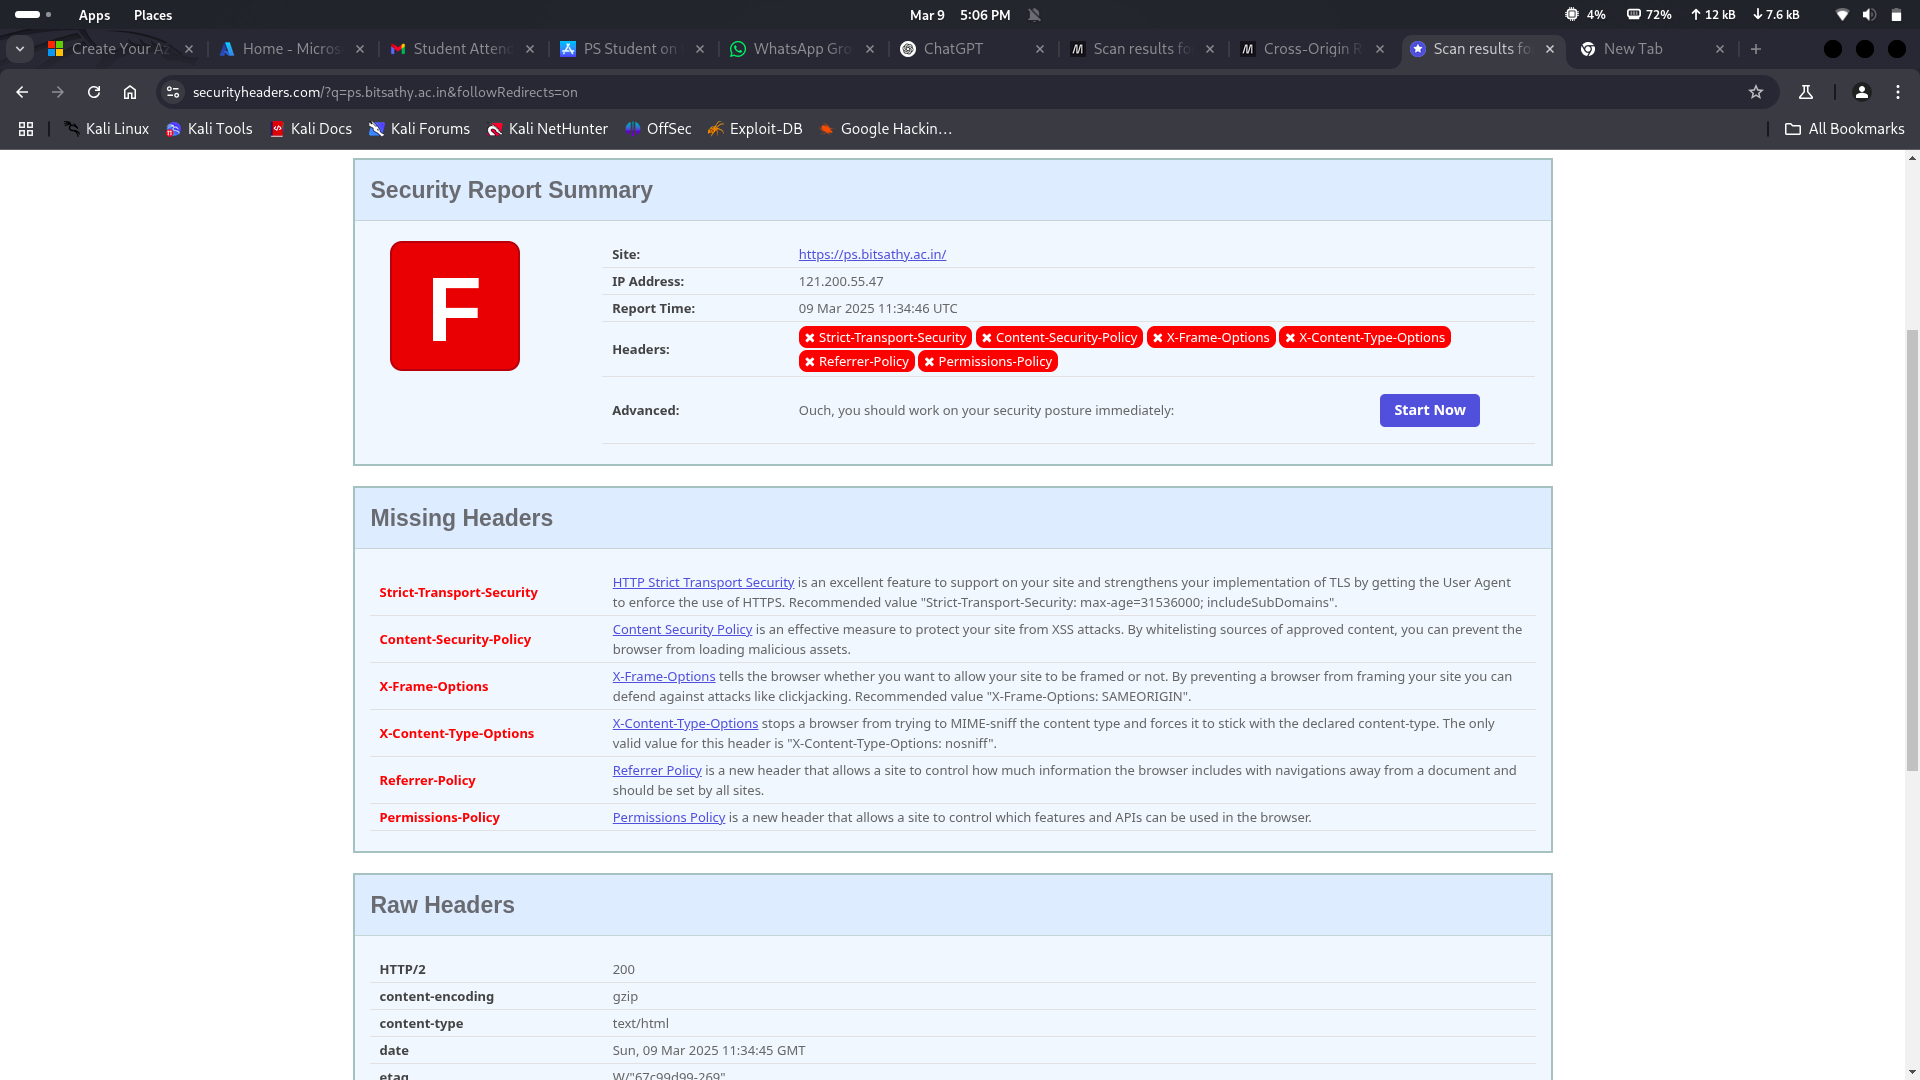 Apps Places Mar 9 5:06 PM 4% 72% 12 kB 7.6 kB
Create Your Az Home - Micros Student Attend PS Student on WhatsApp Gro ChatGPT Scan results fo Cross-Origin R Scan results fo New Tab
securityheaders.com/?q=ps.bitsathy.ac.in&followRedirects=on
Kali Linux Kali Tools Kali Docs Kali Forums Kali NetHunter OffSec Exploit-DB Google Hackin… All Bookmarks
Security Report Summary
F
Site: https://ps.bitsathy.ac.in/
IP Address: 121.200.55.47
Report Time: 09 Mar 2025 11:34:46 UTC
Headers: ✖ Strict-Transport-Security ✖ Content-Security-Policy ✖ X-Frame-Options ✖ X-Content-Type-Options
✖ Referrer-Policy ✖ Permissions-Policy
Advanced: Ouch, you should work on your security posture immediately: Start Now
Missing Headers
Strict-Transport-Security HTTP Strict Transport Security is an excellent feature to support on your site and strengthens your implementation of TLS by getting the User Agent
to enforce the use of HTTPS. Recommended value "Strict-Transport-Security: max-age=31536000; includeSubDomains".
Content-Security-Policy Content Security Policy is an effective measure to protect your site from XSS attacks. By whitelisting sources of approved content, you can prevent the
browser from loading malicious assets.
X-Frame-Options X-Frame-Options tells the browser whether you want to allow your site to be framed or not. By preventing a browser from framing your site you can
defend against attacks like clickjacking. Recommended value "X-Frame-Options: SAMEORIGIN".
X-Content-Type-Options X-Content-Type-Options stops a browser from trying to MIME-sniff the content type and forces it to stick with the declared content-type. The only
valid value for this header is "X-Content-Type-Options: nosniff".
Referrer-Policy Referrer Policy is a new header that allows a site to control how much information the browser includes with navigations away from a document and
should be set by all sites.
Permissions-Policy Permissions Policy is a new header that allows a site to control which features and APIs can be used in the browser.
Raw Headers
HTTP/2 200
content-encoding gzip
content-type text/html
date Sun, 09 Mar 2025 11:34:45 GMT
etag W/"67c99d99-269"